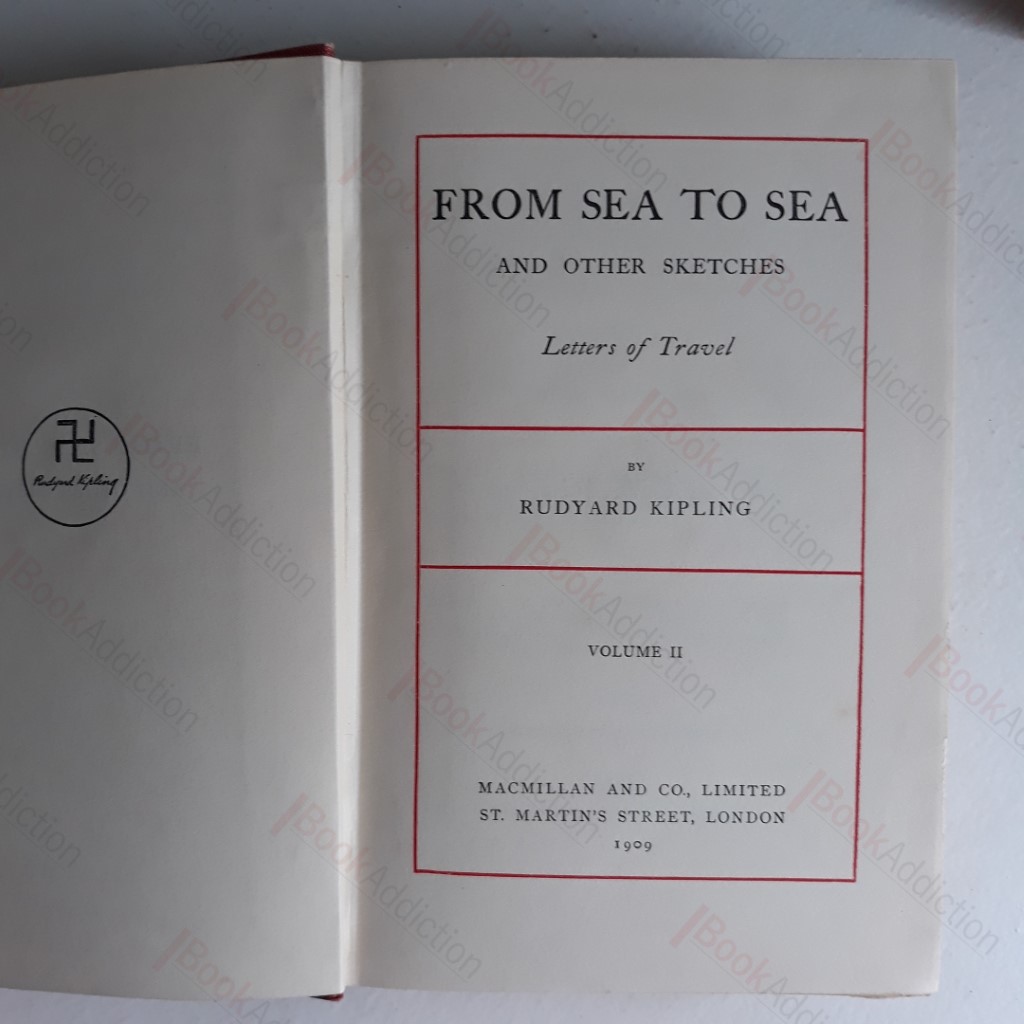 Rudyard Kipling
FROM SEA TO SEA
AND OTHER SKETCHES
Letters of Travel
BY
RUDYARD KIPLING
VOLUME II
MACMILLAN AND CO., LIMITED
ST. MARTIN'S STREET, LONDON
1909
BookAddiction